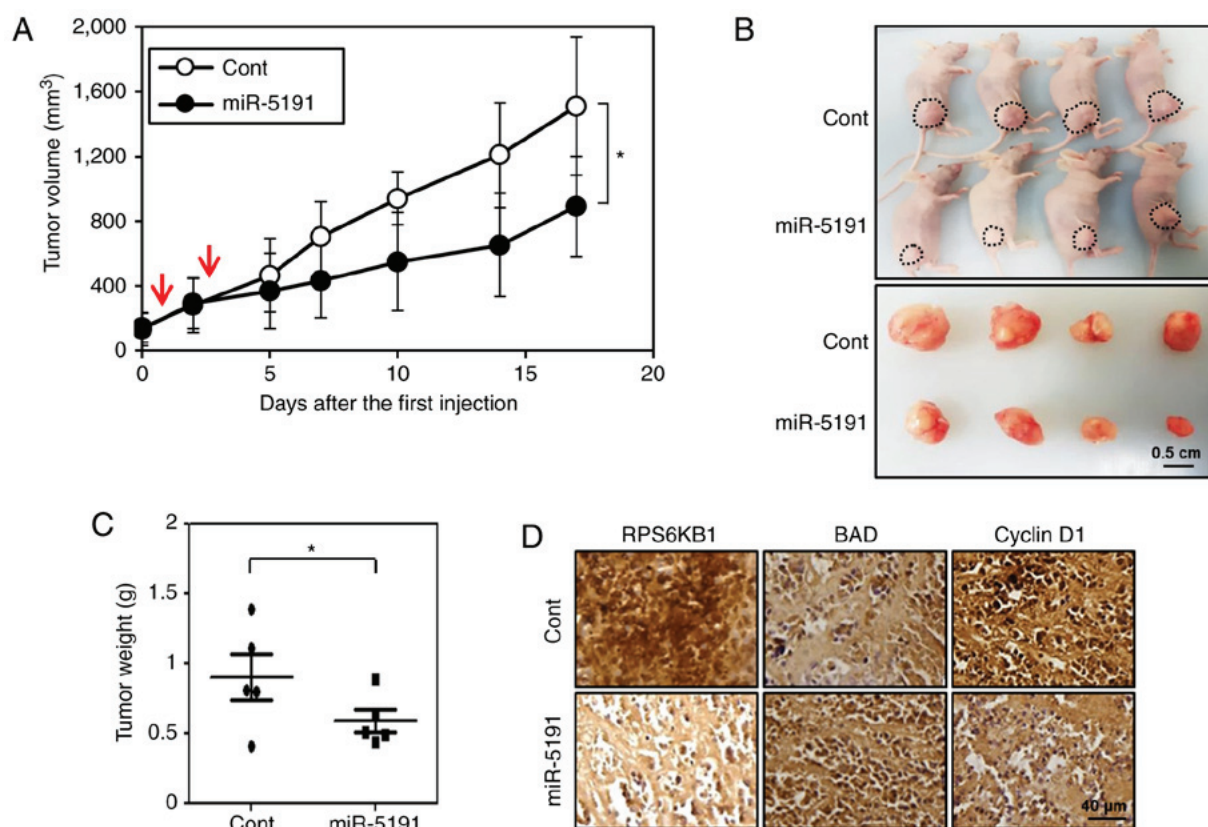 A
2,000
1,600
1,200
800
400
0
Tumor volume (mm³)
Cont
miR-5191
*
0 5 10 15 20
Days after the first injection
B
Cont
miR-5191
Cont
miR-5191
0.5 cm
C
2
1.5
1
0.5
0
Tumor weight (g)
*
Cont miR-5191
D
RPS6KB1 BAD Cyclin D1
Cont
miR-5191
40 µm